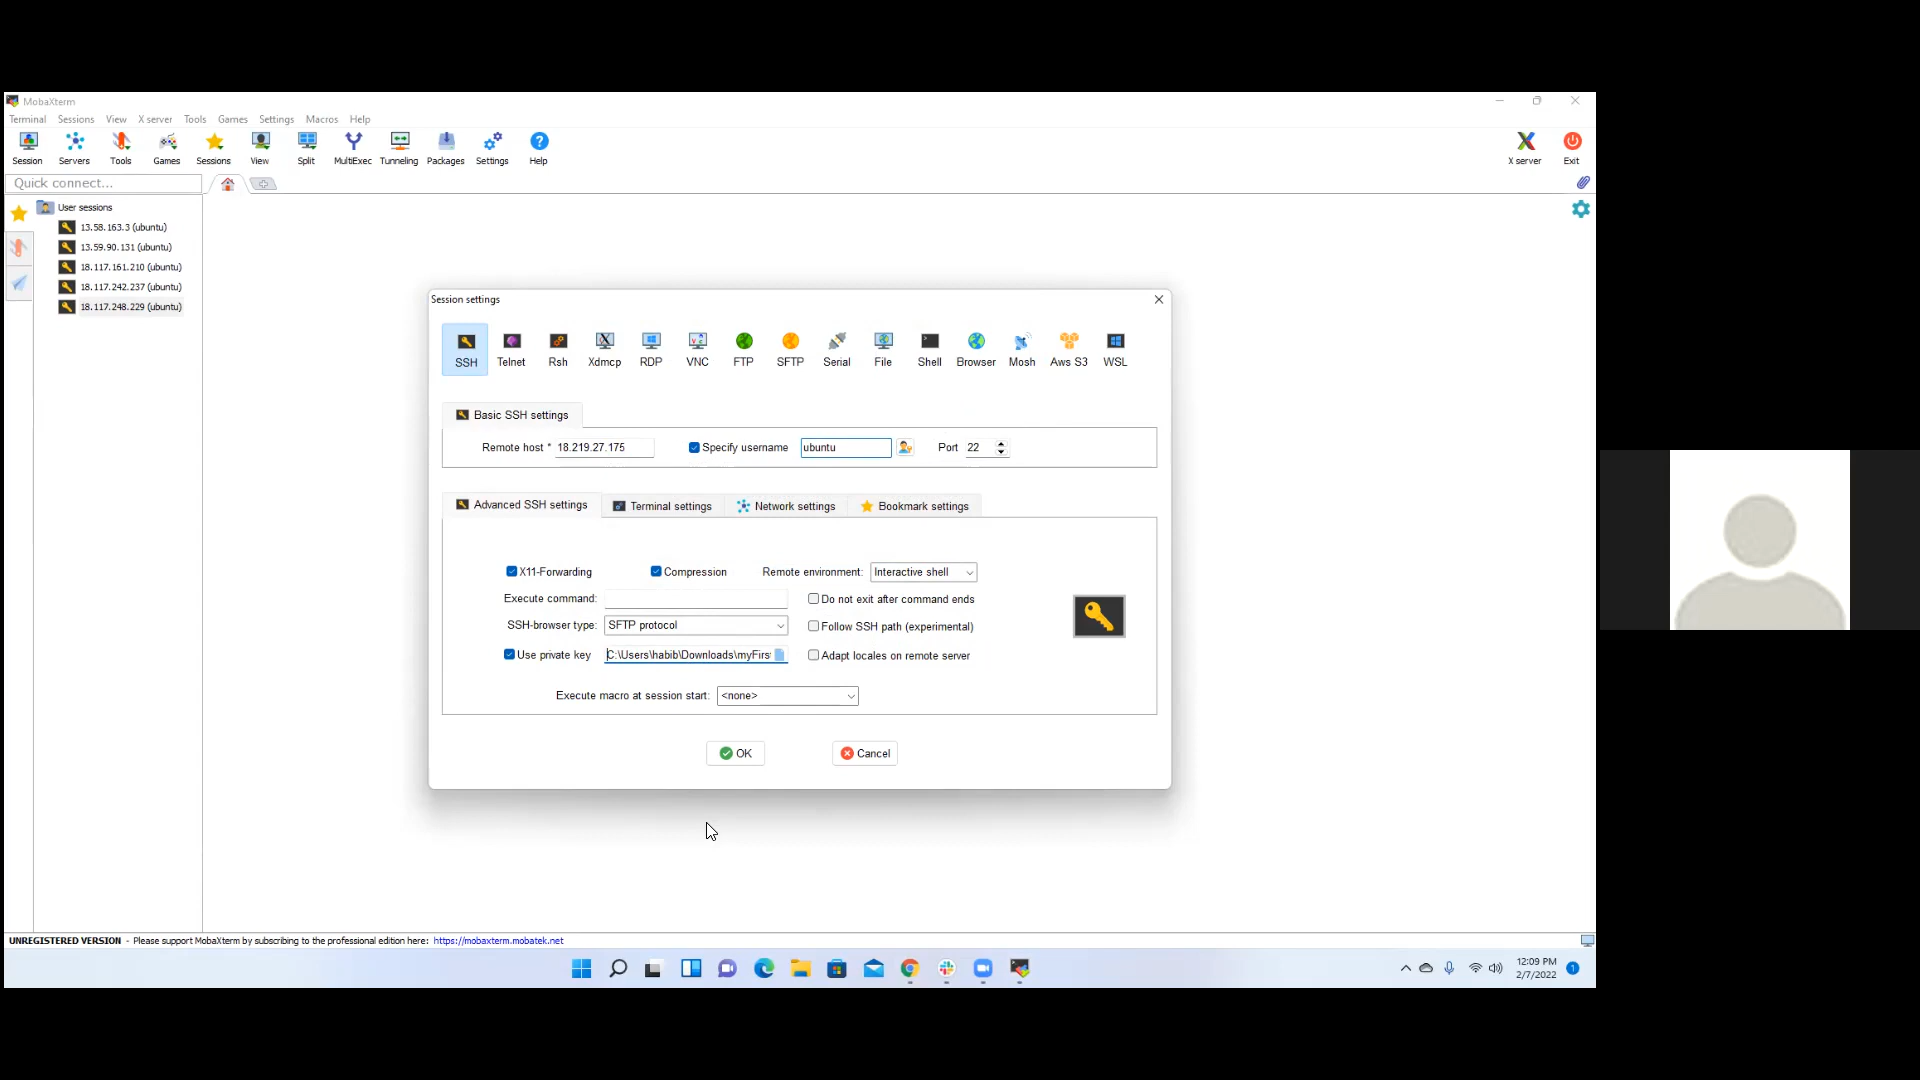 MobaXterm
Terminal Sessions View X server Tools Games Settings Macros Help
Session Servers Tools Games Sessions View Split MultiExec Tunneling Packages Settings Help X server Exit
Quick connect...
User sessions
13.58.163.3 (ubuntu)
13.59.90.131 (ubuntu)
18.117.161.210 (ubuntu)
18.117.242.237 (ubuntu)
18.117.248.229 (ubuntu)
Session settings
SSH Telnet Rsh Xdmcp RDP VNC FTP SFTP Serial File Shell Browser Mosh Aws S3 WSL
Basic SSH settings
Remote host * 18.219.27.175 Specify username ubuntu Port 22
Advanced SSH settings Terminal settings Network settings Bookmark settings
X11-Forwarding Compression Remote environment: Interactive shell
Execute command: Do not exit after command ends
SSH-browser type: SFTP protocol Follow SSH path (experimental)
Use private key C:\Users\habib\Downloads\myFirs Adapt locales on remote server
Execute macro at session start: <none>
OK Cancel
UNREGISTERED VERSION - Please support MobaXterm by subscribing to the professional edition here: https://mobaxterm.mobatek.net
12:09 PM
2/7/2022
1